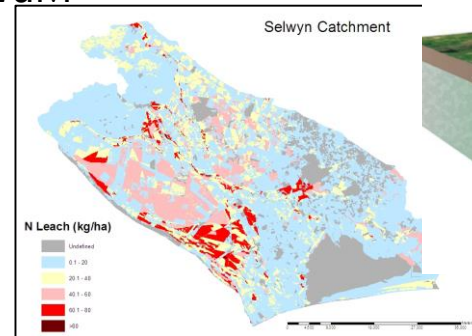 Selwyn Catchment
N Leach (kg/ha)
Undefined
0.1 - 20
20.1 - 40
40.1 - 60
60.1 - 80
>80